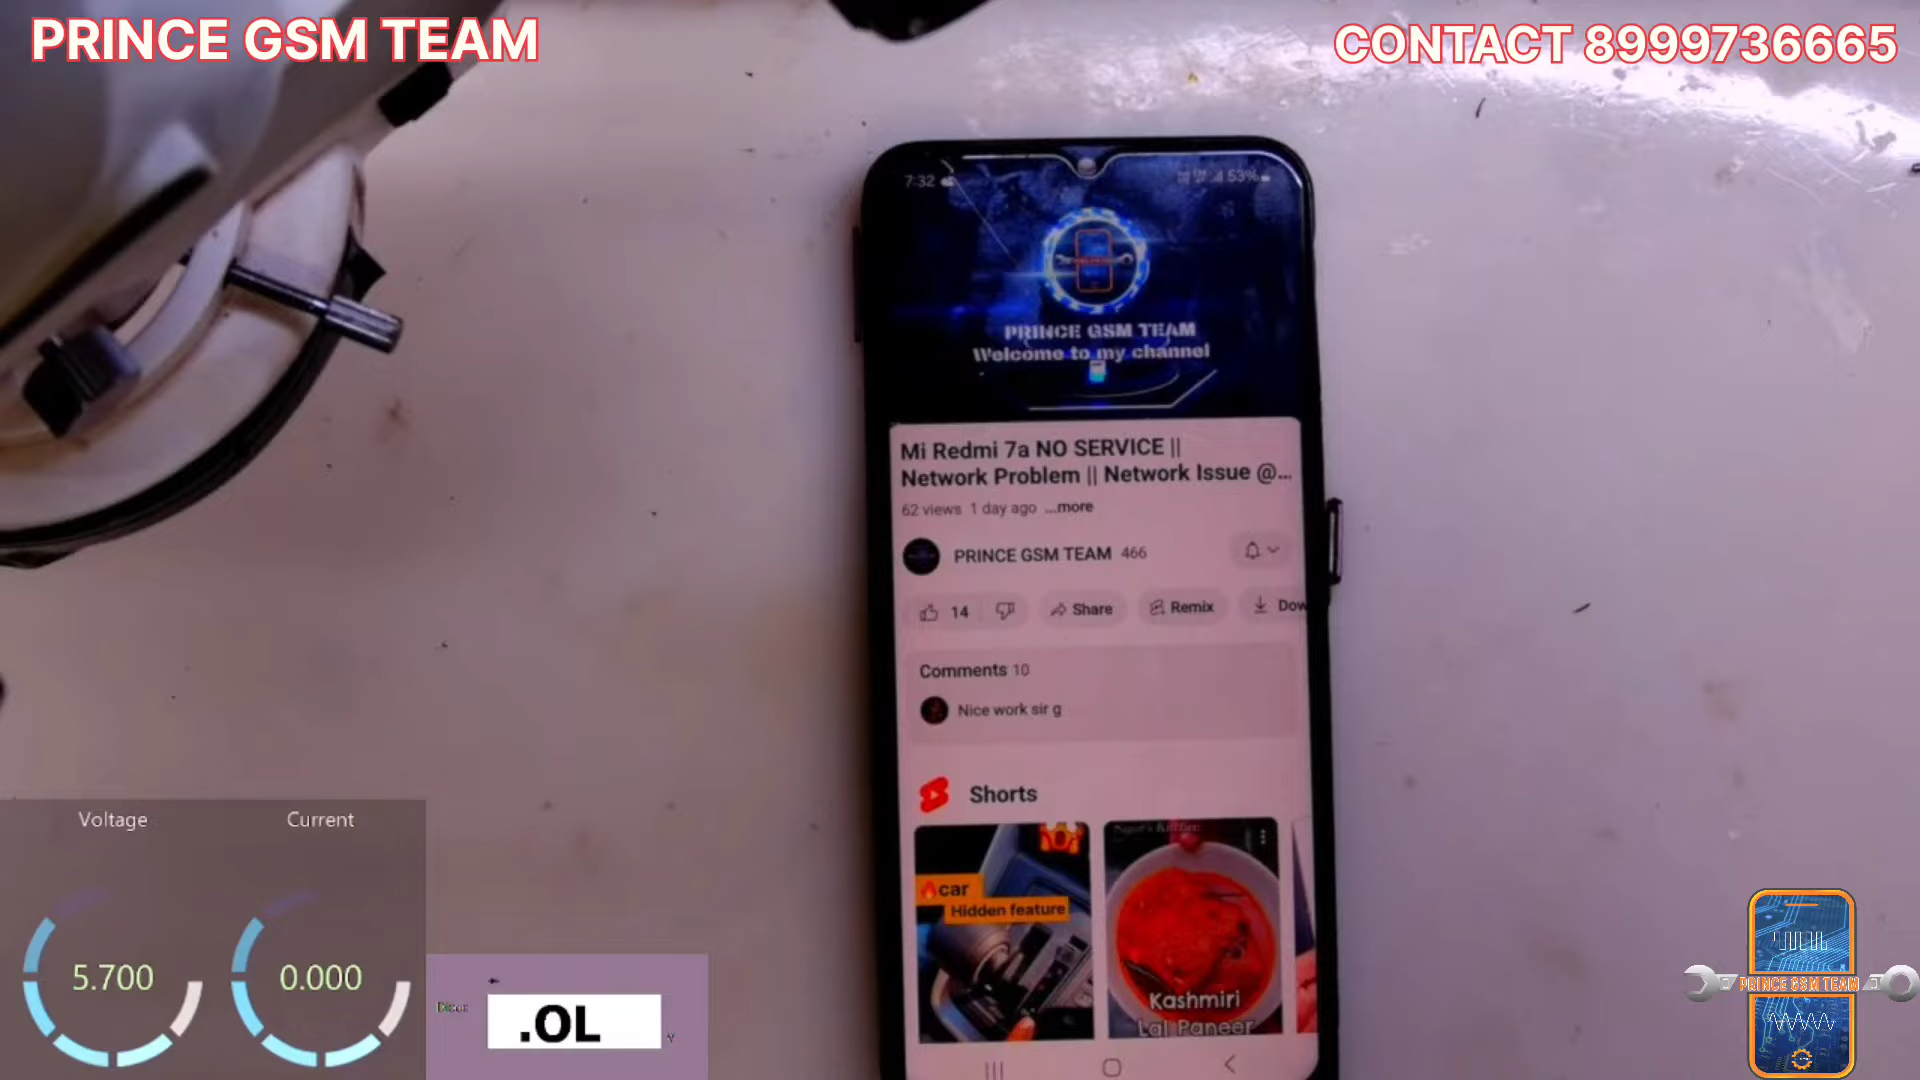 PRINCE GSM TEAM
CONTACT 8999736665
7:32
53%
PRINCE GSM TEAM
Welcome to my channel
Mi Redmi 7a NO SERVICE ||
Network Problem || Network Issue @...
62 views 1 day ago ...more
PRINCE GSM TEAM 466
14
Share
Remix
Dow
Comments 10
Nice work sir g
Shorts
car
Hidden feature
Kashmiri
Lal Paneer
Voltage
Current
5.700
0.000
.OL
V
PRINCE GSM TEAM